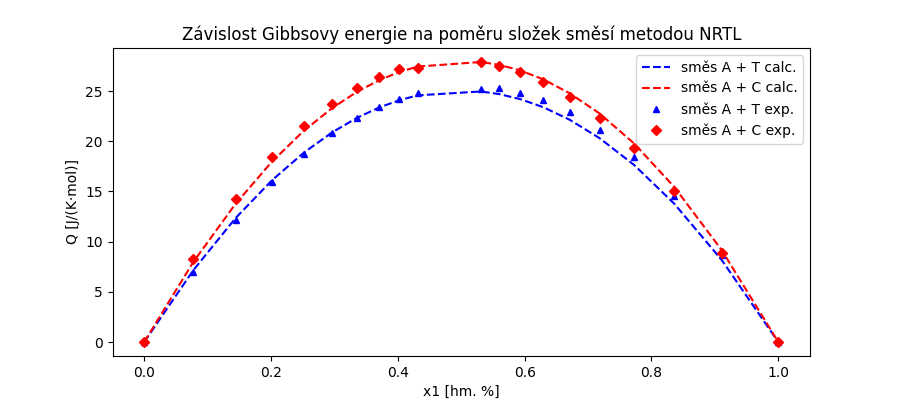 Závislost Gibbsovy energie na poměru složek směsí metodou NRTL
směs A + T calc.
směs A + C calc.
směs A + T exp.
směs A + C exp.
Q [J/(K·mol)]
25
20
15
10
5
0
0.0 0.2 0.4 0.6 0.8 1.0
x1 [hm. %]